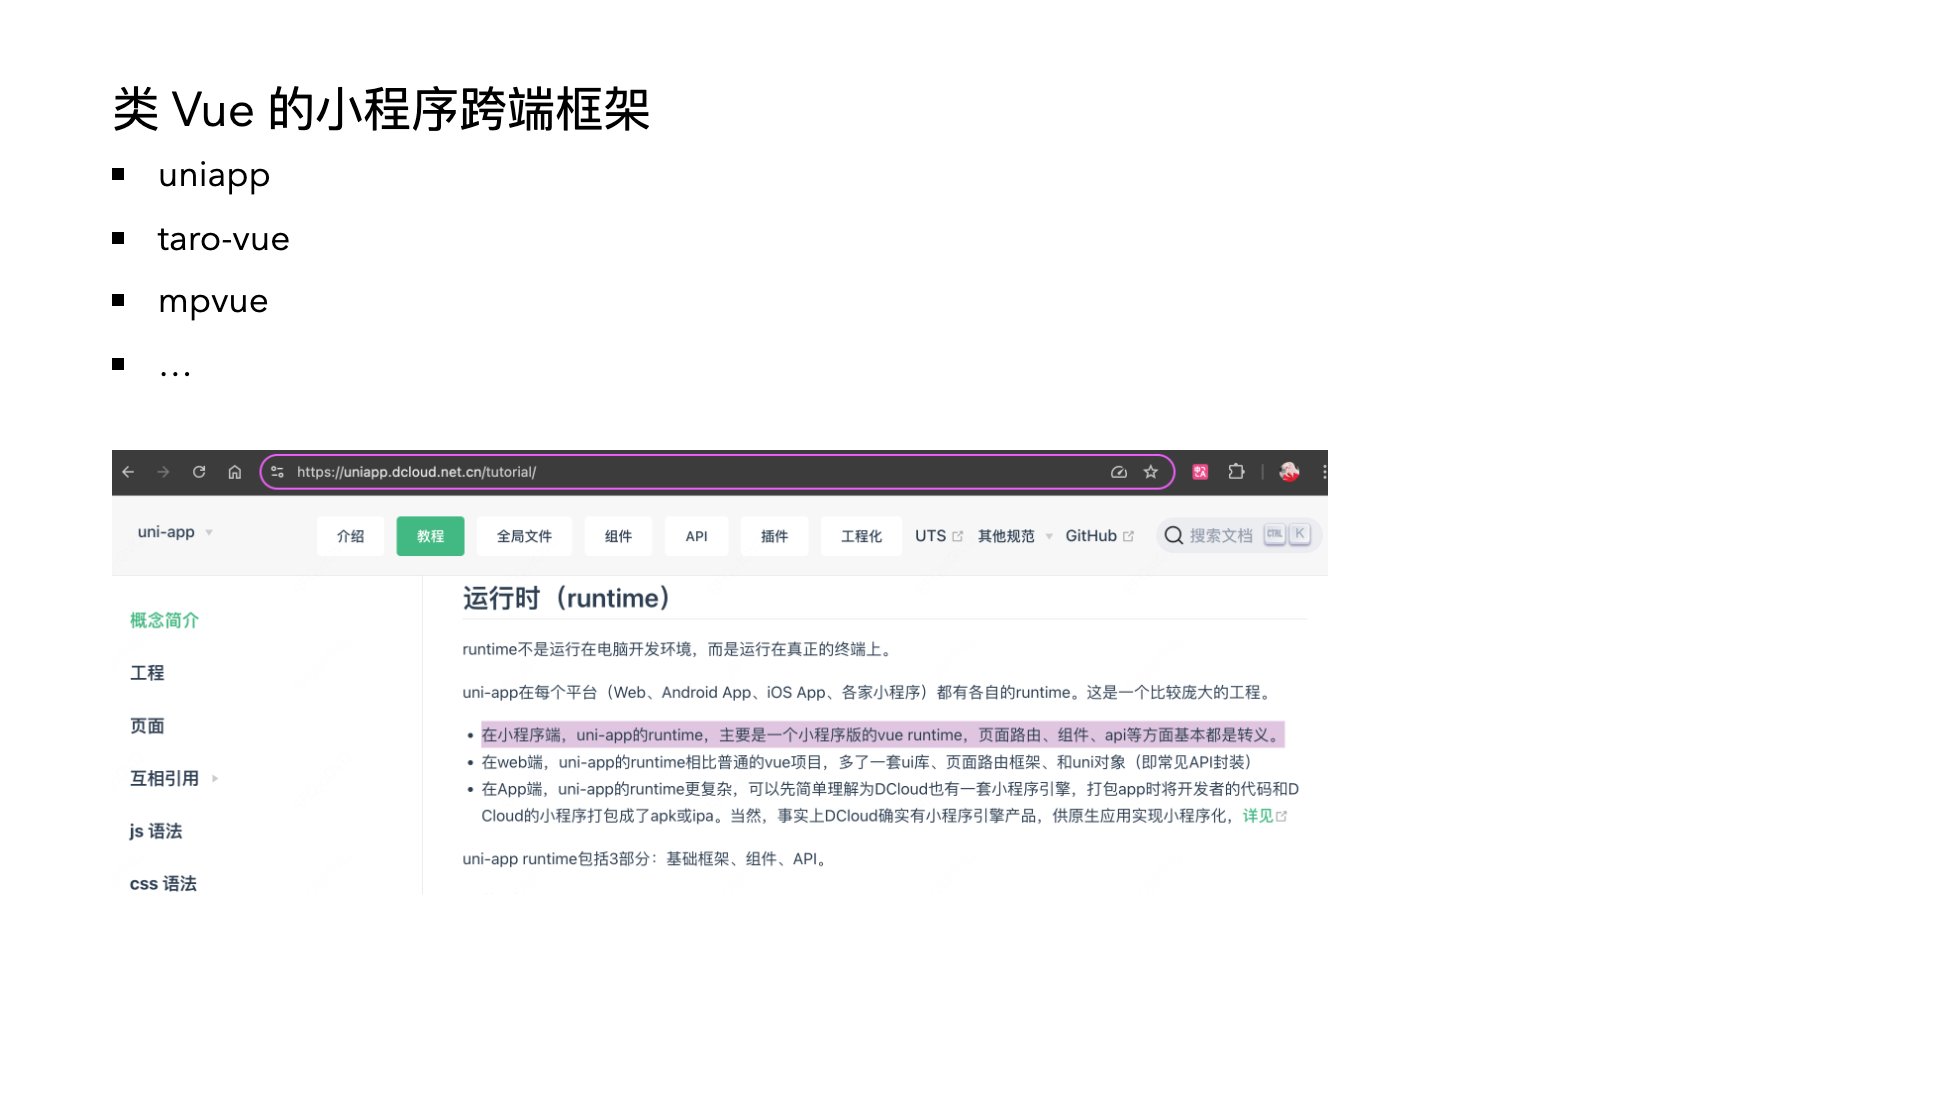 类 Vue 的小程序跨端框架
uniapp
taro-vue
mpvue
…
https://uniapp.dcloud.net.cn/tutorial/
uni-app
介绍 教程 全局文件 组件 API 插件 工程化 UTS 其他规范 GitHub 搜索文档 CTRL K
概念简介
工程
页面
互相引用
js 语法
css 语法
运行时（runtime）
runtime不是运行在电脑开发环境，而是运行在真正的终端上。
uni-app在每个平台（Web、Android App、iOS App、各家小程序）都有各自的runtime。这是一个比较庞大的工程。
在小程序端，uni-app的runtime，主要是一个小程序版的vue runtime，页面路由、组件、api等方面基本都是转义。
在web端，uni-app的runtime相比普通的vue项目，多了一套ui库、页面路由框架、和uni对象（即常见API封装）
在App端，uni-app的runtime更复杂，可以先简单理解为DCloud也有一套小程序引擎，打包app时将开发者的代码和D
Cloud的小程序打包成了apk或ipa。当然，事实上DCloud确实有小程序引擎产品，供原生应用实现小程序化，详见
uni-app runtime包括3部分：基础框架、组件、API。